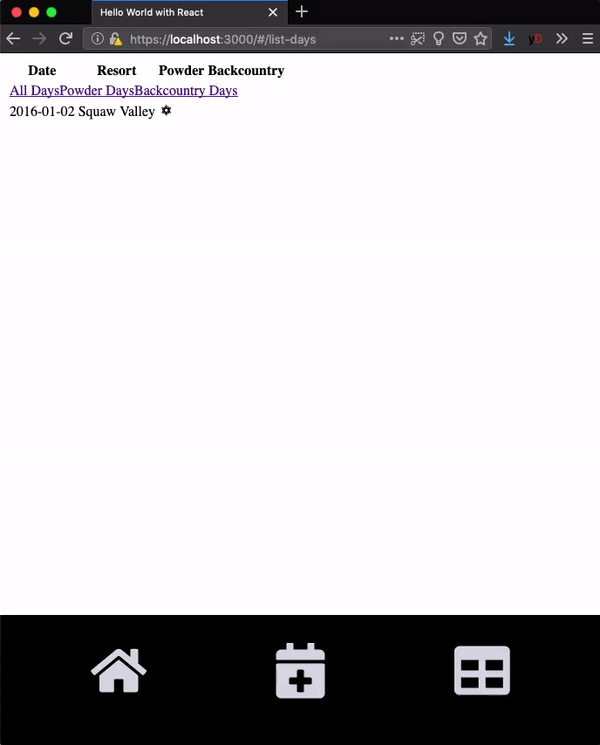 Hello World with React
https://localhost:3000/#/list-days
Date Resort Powder Backcountry
All DaysPowder DaysBackcountry Days
2016-01-02 Squaw Valley